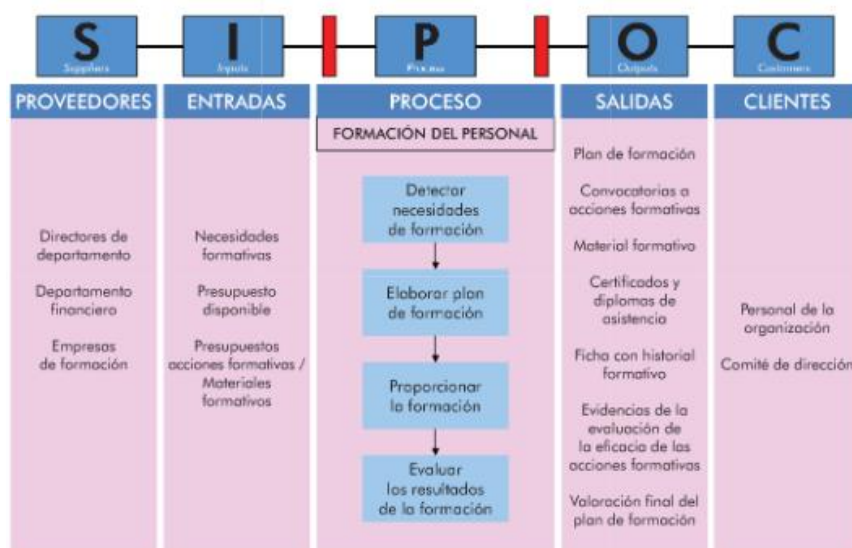 S
Suppliers
I
Inputs
P
Process
O
Outputs
C
Customers
PROVEEDORES
Directores de
departamento
Departamento
financiero
Empresas
de formación
ENTRADAS
Necesidades
formativas
Presupuesto
disponible
Presupuestos
acciones formativas /
Materiales
formativos
PROCESO
FORMACIÓN DEL PERSONAL
Detectar
necesidades
de formación
Elaborar plan
de formación
Proporcionar
la formación
Evaluar
los resultados
de la formación
SALIDAS
Plan de formación
Convocatorias a
acciones formativas
Material formativo
Certificados y
diplomas de
asistencia
Ficha con historial
formativo
Evidencias de la
evaluación de
la eficacia de las
acciones formativas
Valoración final del
plan de formación
CLIENTES
Personal de la
organización
Comité de dirección